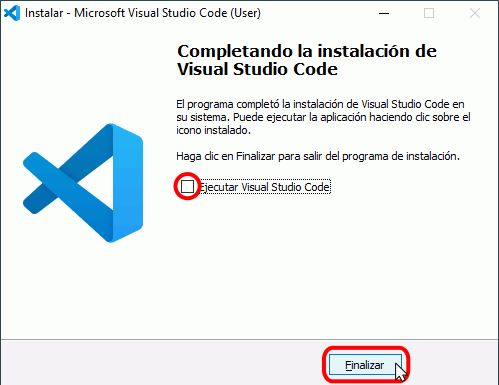 Instalar - Microsoft Visual Studio Code (User)
Completando la instalación de
Visual Studio Code
El programa completó la instalación de Visual Studio Code en
su sistema. Puede ejecutar la aplicación haciendo clic sobre el
icono instalado.
Haga clic en Finalizar para salir del programa de instalación.
Ejecutar Visual Studio Code
Finalizar